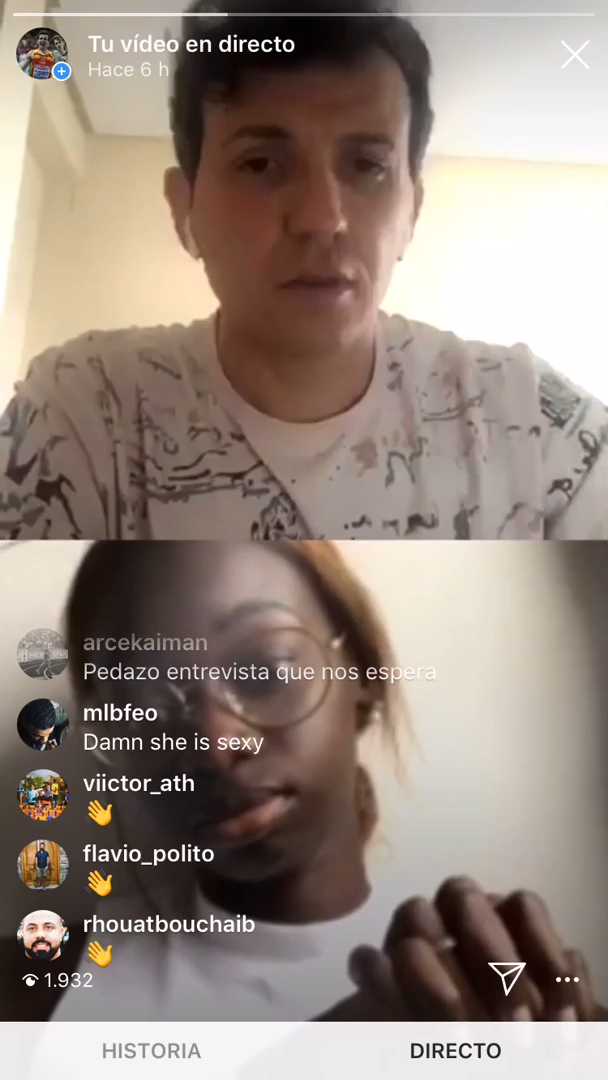 Tu vídeo en directo
Hace 6 h
arcekaiman
Pedazo entrevista que nos espera
mlbfeo
Damn she is sexy
viictor_ath
👋
flavio_polito
👋
rhouatbouchaib
👋
1.932
HISTORIA
DIRECTO